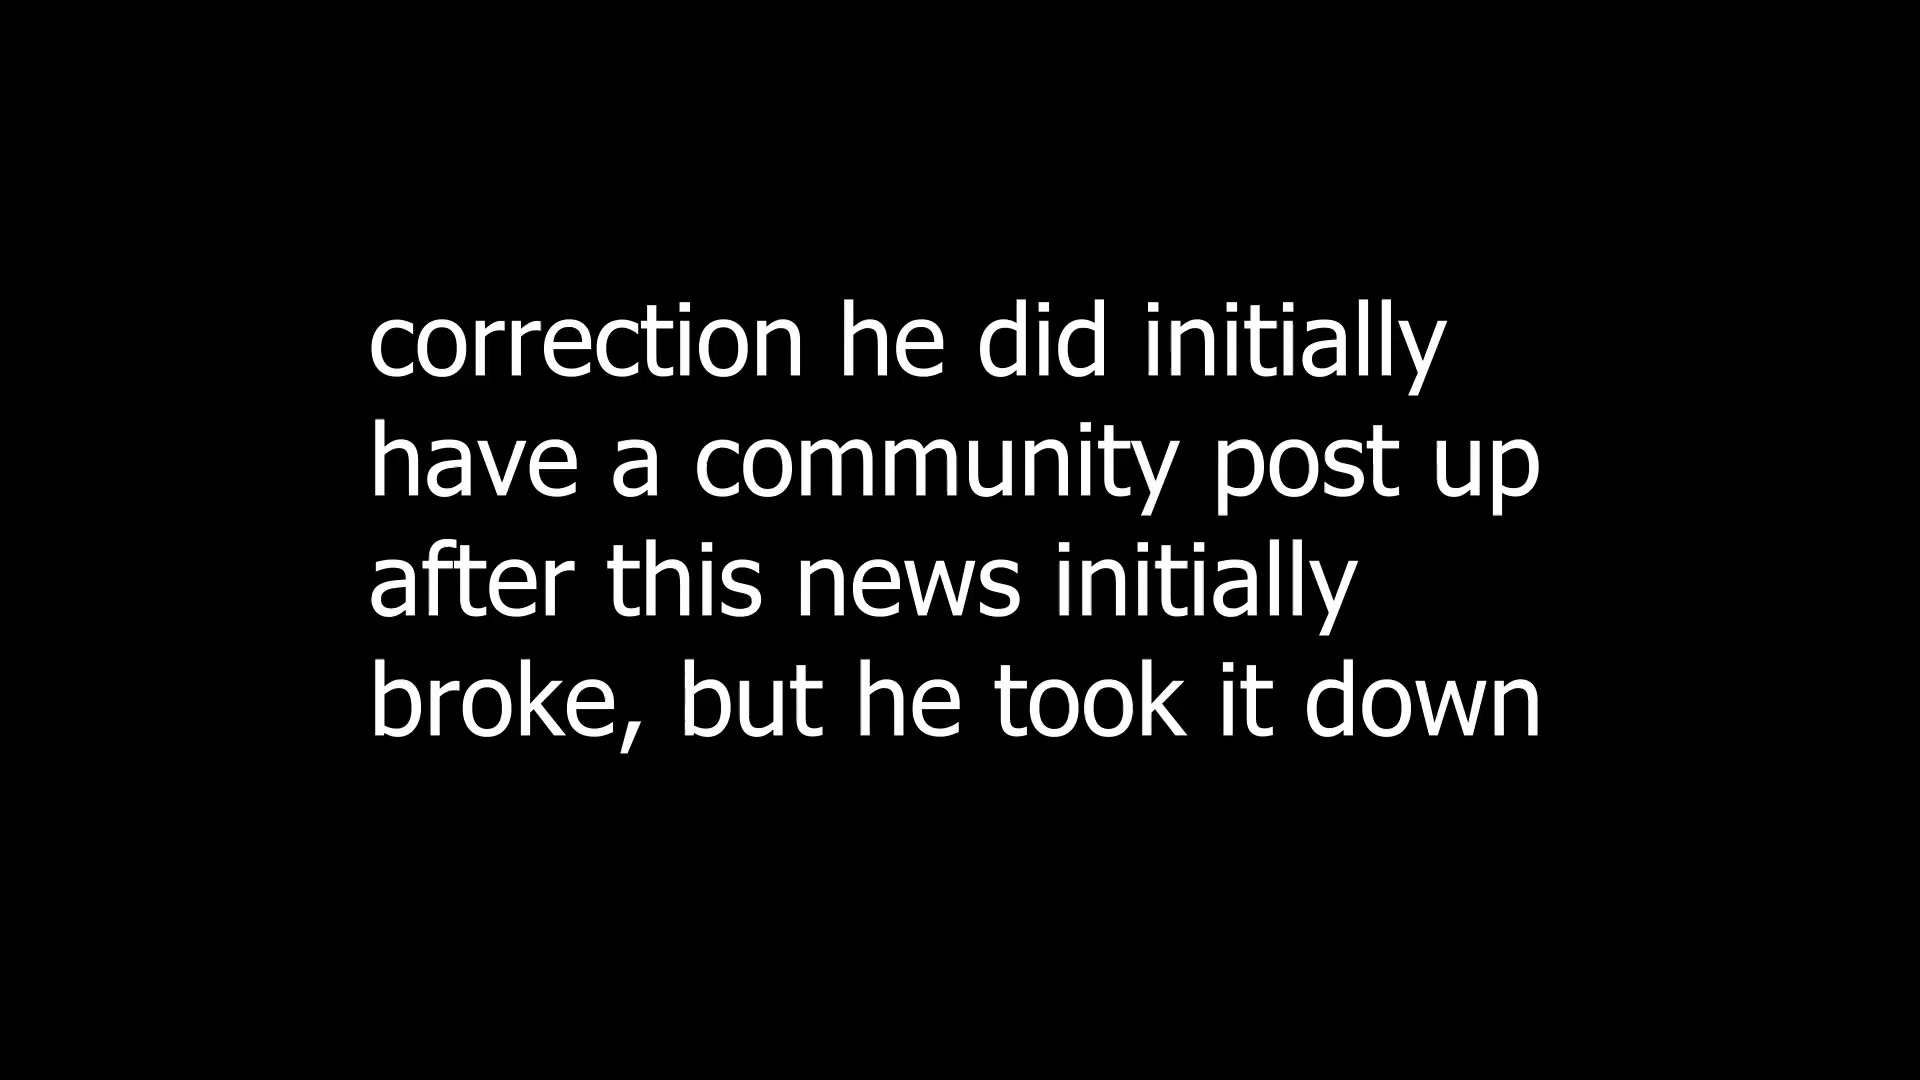 correction he did initially
have a community post up
after this news initially
broke, but he took it down